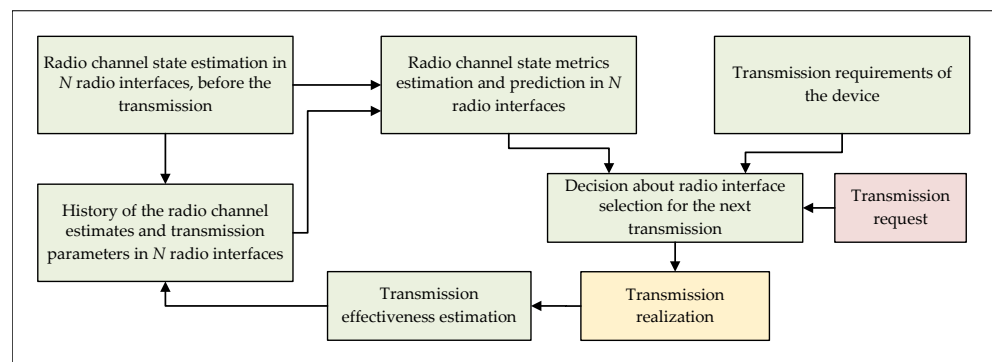 Radio channel state estimation in
N radio interfaces, before the
transmission
Radio channel state metrics
estimation and prediction in N
radio interfaces
Transmission requirements of
the device
History of the radio channel
estimates and transmission
parameters in N radio interfaces
Decision about radio interface
selection for the next
transmission
Transmission
request
Transmission
effectiveness estimation
Transmission
realization